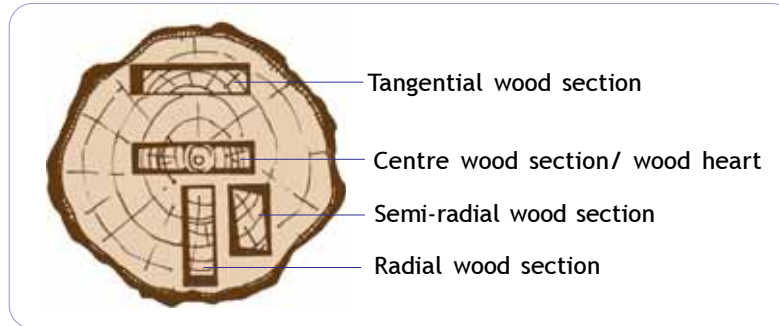 Tangential wood section
Centre wood section/ wood heart
Semi-radial wood section
Radial wood section